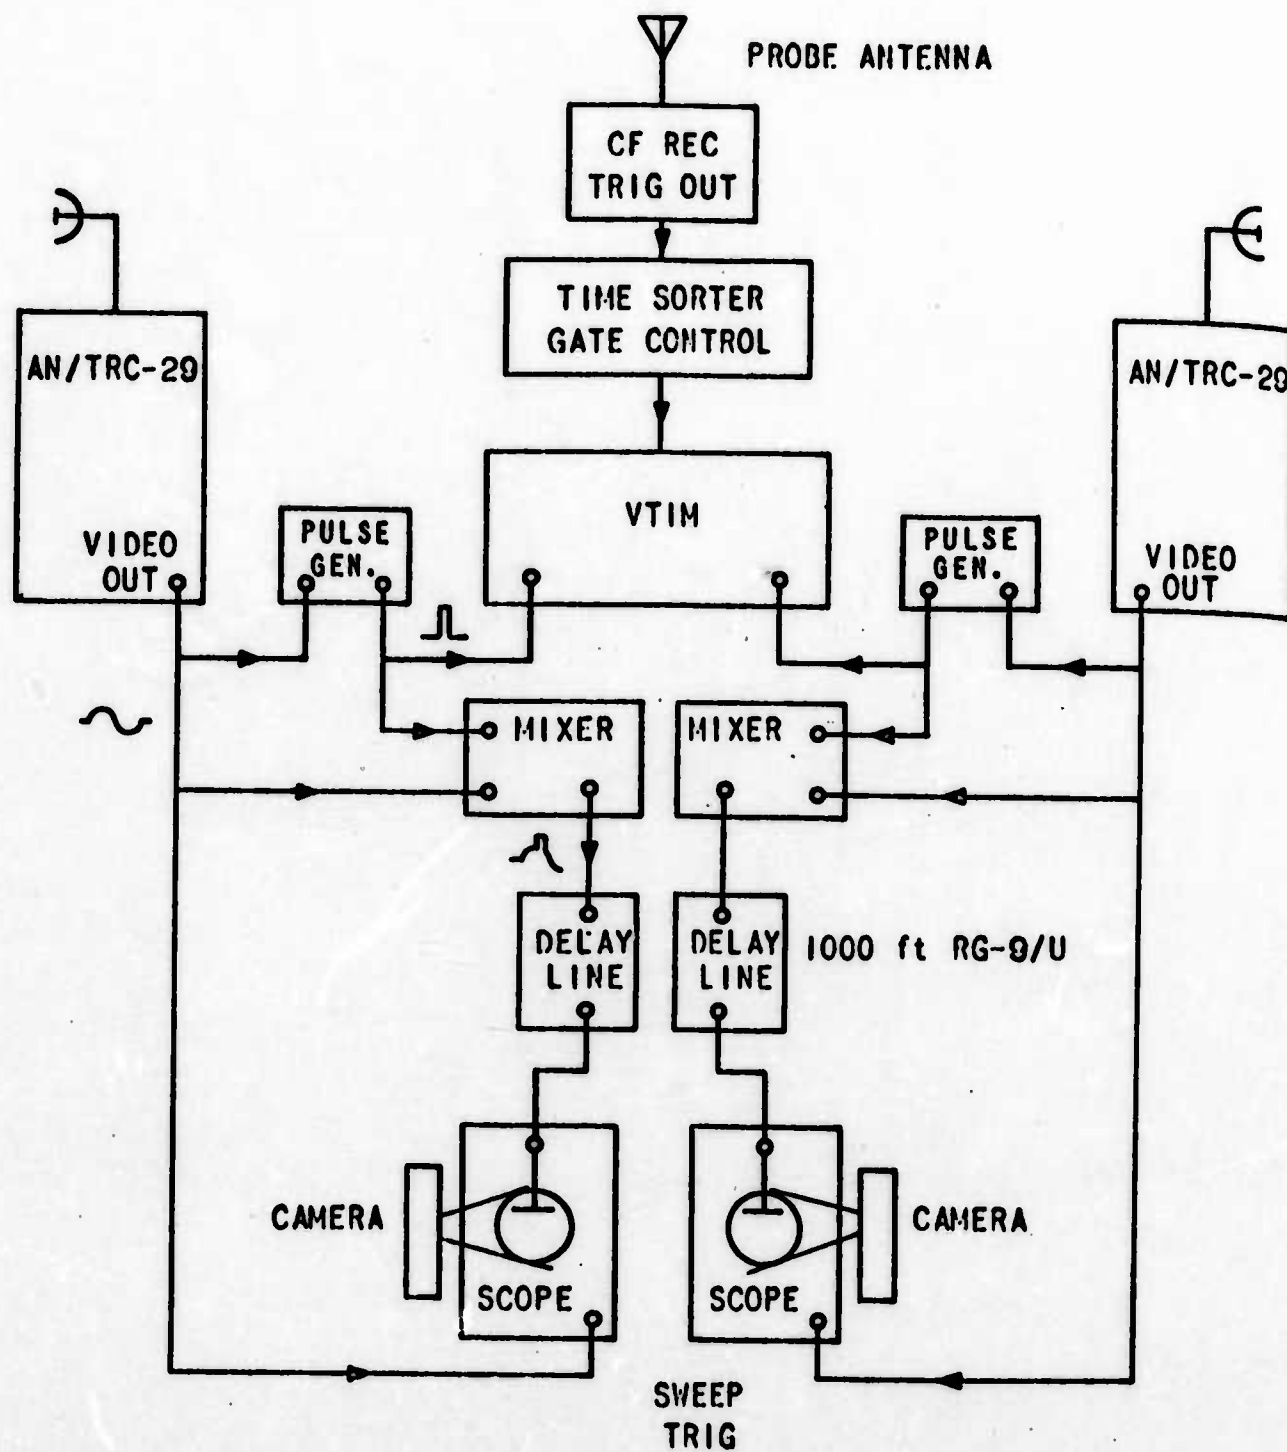 PROBE ANTENNA
CF REC
TRIG OUT
TIME SORTER
GATE CONTROL
AN/TRC-29
AN/TRC-29
VTIM
PULSE
GEN.
PULSE
GEN.
VIDEO
OUT
VIDEO
OUT
MIXER
MIXER
DELAY
LINE
DELAY
LINE
1000 ft RG-9/U
CAMERA
CAMERA
SCOPE
SCOPE
SWEEP
TRIG